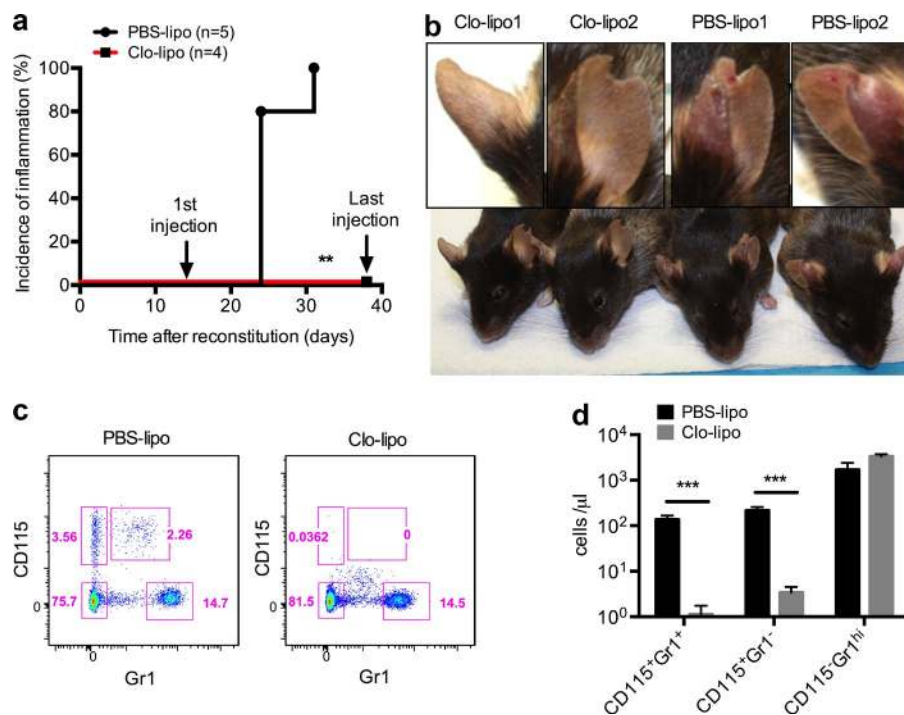 a
PBS-lipo (n=5)
Clo-lipo (n=4)
Incidence of inflammation (%)
100
80
60
40
20
0
1st
injection
Last
injection
**
0 10 20 30 40
Time after reconstitution (days)
b
Clo-lipo1 Clo-lipo2 PBS-lipo1 PBS-lipo2
c
PBS-lipo Clo-lipo
CD115
3.56 2.26
75.7 14.7
0
0
Gr1
CD115
0.0362 0
81.5 14.5
0
0
Gr1
d
PBS-lipo
Clo-lipo
cells /µl
10⁴
10³
10²
10¹
10⁰
*** ***
CD115⁺Gr1⁺
CD115⁺Gr1⁻
CD115⁻Gr1ʰⁱ